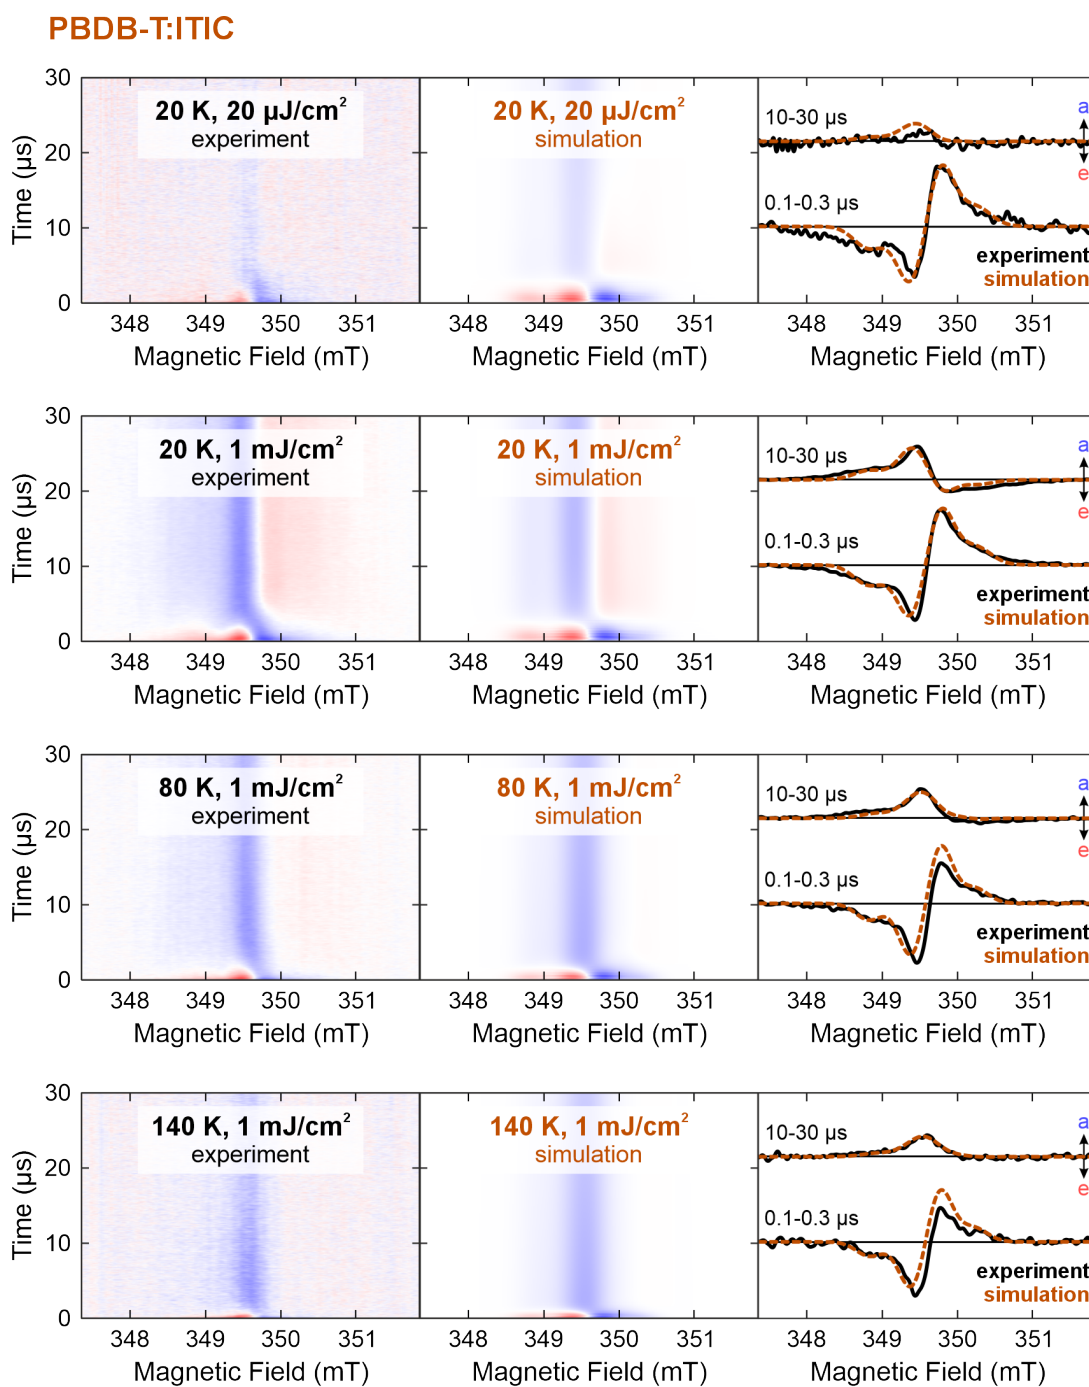 PBDB-T:ITIC
30
20
10
0
Time (µs)
20 K, 20 µJ/cm²
experiment
348 349 350 351
Magnetic Field (mT)
20 K, 20 µJ/cm²
simulation
348 349 350 351
Magnetic Field (mT)
10-30 µs
0.1-0.3 µs
a
e
experiment
simulation
348 349 350 351
Magnetic Field (mT)
30
20
10
0
Time (µs)
20 K, 1 mJ/cm²
experiment
348 349 350 351
Magnetic Field (mT)
20 K, 1 mJ/cm²
simulation
348 349 350 351
Magnetic Field (mT)
10-30 µs
0.1-0.3 µs
a
e
experiment
simulation
348 349 350 351
Magnetic Field (mT)
30
20
10
0
Time (µs)
80 K, 1 mJ/cm²
experiment
348 349 350 351
Magnetic Field (mT)
80 K, 1 mJ/cm²
simulation
348 349 350 351
Magnetic Field (mT)
10-30 µs
0.1-0.3 µs
a
e
experiment
simulation
348 349 350 351
Magnetic Field (mT)
30
20
10
0
Time (µs)
140 K, 1 mJ/cm²
experiment
348 349 350 351
Magnetic Field (mT)
140 K, 1 mJ/cm²
simulation
348 349 350 351
Magnetic Field (mT)
10-30 µs
0.1-0.3 µs
a
e
experiment
simulation
348 349 350 351
Magnetic Field (mT)